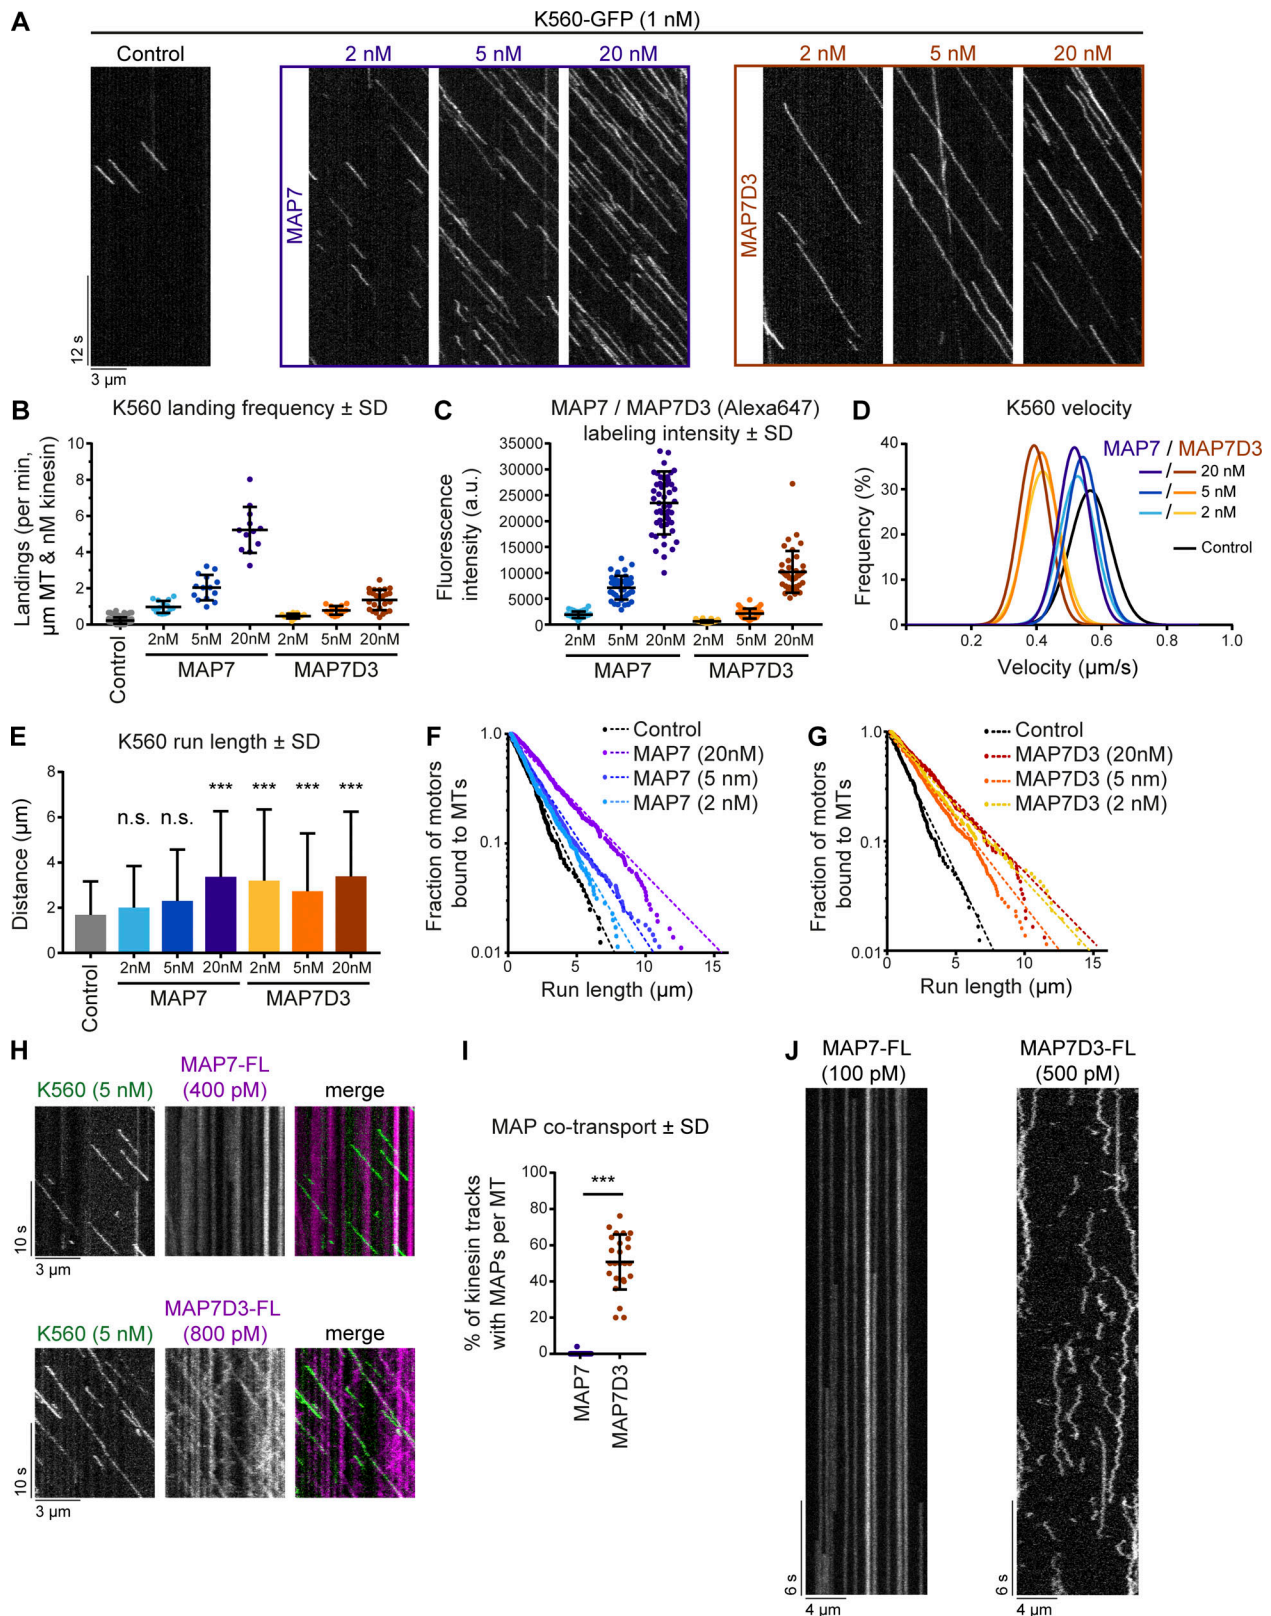 A
K560-GFP (1 nM)
Control
2 nM
5 nM
20 nM
2 nM
5 nM
20 nM
MAP7
MAP7D3
12 s
3 µm
B
K560 landing frequency ± SD
Landings (per min,
µm MT & nM kinesin)
10
8
6
4
2
0
Control
2nM
5nM
20nM
2nM
5nM
20nM
MAP7
MAP7D3
C
MAP7 / MAP7D3 (Alexa647)
labeling intensity ± SD
Fluorescence
intensity (a.u.)
35000
30000
25000
20000
15000
10000
5000
0
2nM
5nM
20nM
2nM
5nM
20nM
MAP7
MAP7D3
D
K560 velocity
MAP7 / MAP7D3
/ 20 nM
/ 5 nM
/ 2 nM
Control
Frequency (%)
40
30
20
10
0
0.2
0.4
0.6
0.8
1.0
Velocity (µm/s)
E
K560 run length ± SD
Distance (µm)
8
6
4
2
0
n.s.
n.s.
***
***
***
***
Control
2nM
5nM
20nM
2nM
5nM
20nM
MAP7
MAP7D3
F
Control
MAP7 (20nM)
MAP7 (5 nm)
MAP7 (2 nM)
Fraction of motors
bound to MTs
1.0
0.1
0.01
0
5
10
15
Run length (µm)
G
Control
MAP7D3 (20nM)
MAP7D3 (5 nm)
MAP7D3 (2 nM)
Fraction of motors
bound to MTs
1.0
0.1
0.01
0
5
10
15
Run length (µm)
H
K560 (5 nM)
MAP7-FL
(400 pM)
merge
10 s
3 µm
K560 (5 nM)
MAP7D3-FL
(800 pM)
merge
10 s
3 µm
I
MAP co-transport ± SD
% of kinesin tracks
with MAPs per MT
100
80
60
40
20
0
***
MAP7
MAP7D3
J
MAP7-FL
(100 pM)
MAP7D3-FL
(500 pM)
6 s
4 µm
6 s
4 µm